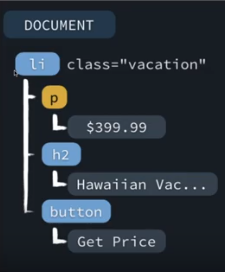 DOCUMENT
li class="vacation"
p
$399.99
h2
Hawaiian Vac...
button
Get Price